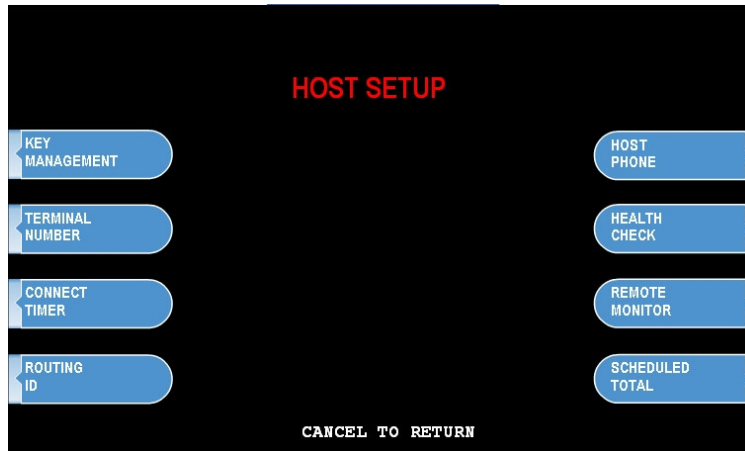 HOST SETUP
KEY
MANAGEMENT
HOST
PHONE
TERMINAL
NUMBER
HEALTH
CHECK
CONNECT
TIMER
REMOTE
MONITOR
ROUTING
ID
SCHEDULED
TOTAL
CANCEL TO RETURN